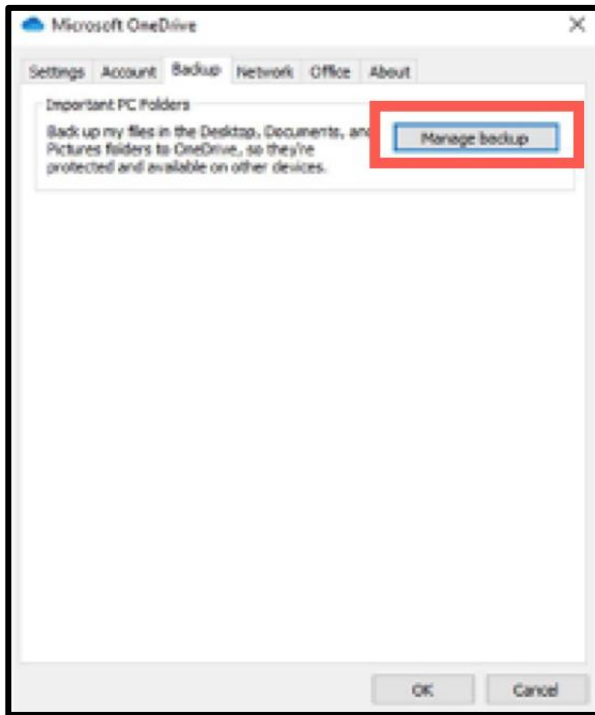 Microsoft OneDrive
Settings Account Backup Network Office About
Important PC Folders
Back up my files in the Desktop, Documents, and
Pictures folders to OneDrive, so they're
protected and available on other devices.
Manage backup
OK Cancel